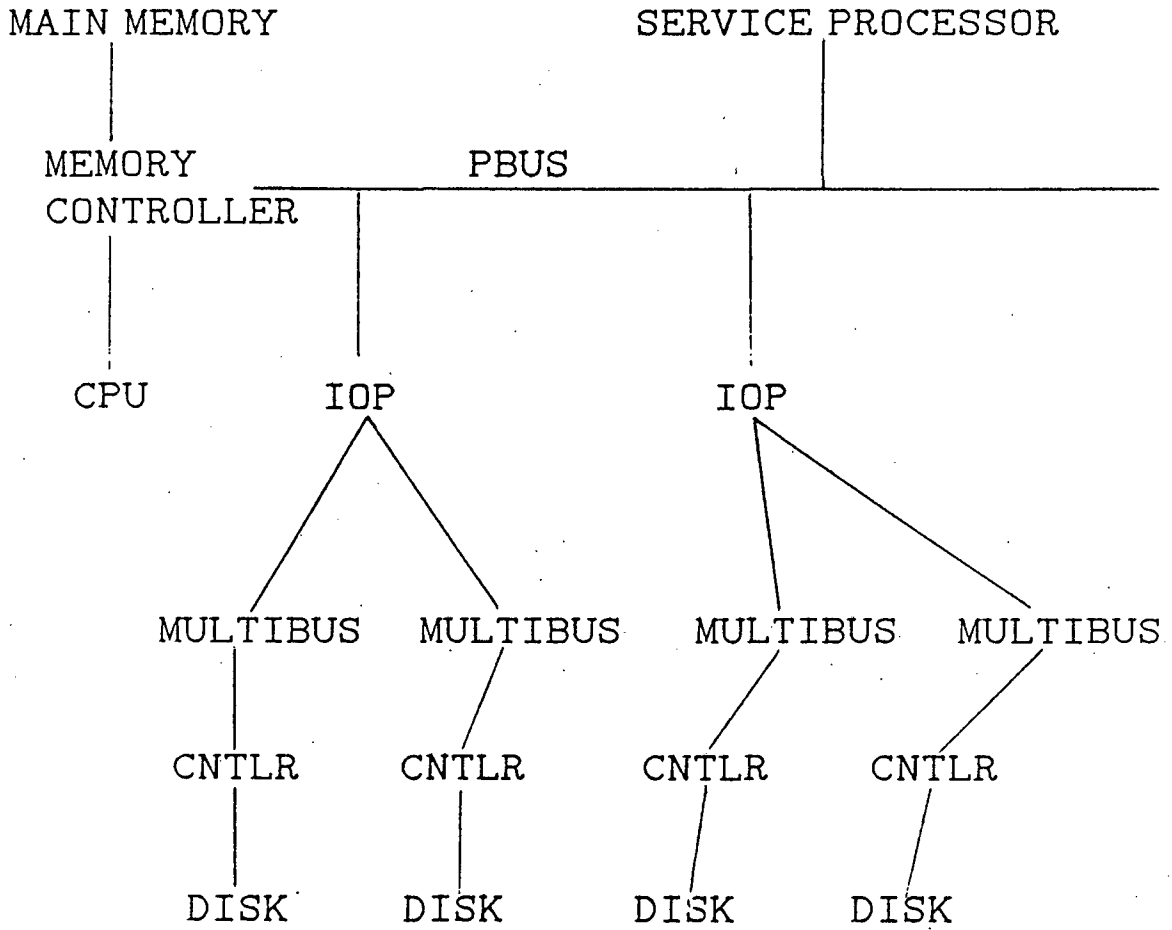 MAIN MEMORY
SERVICE PROCESSOR
MEMORY
CONTROLLER
PBUS
CPU
IOP
IOP
MULTIBUS
MULTIBUS
MULTIBUS
MULTIBUS
CNTLR
CNTLR
CNTLR
CNTLR
DISK
DISK
DISK
DISK